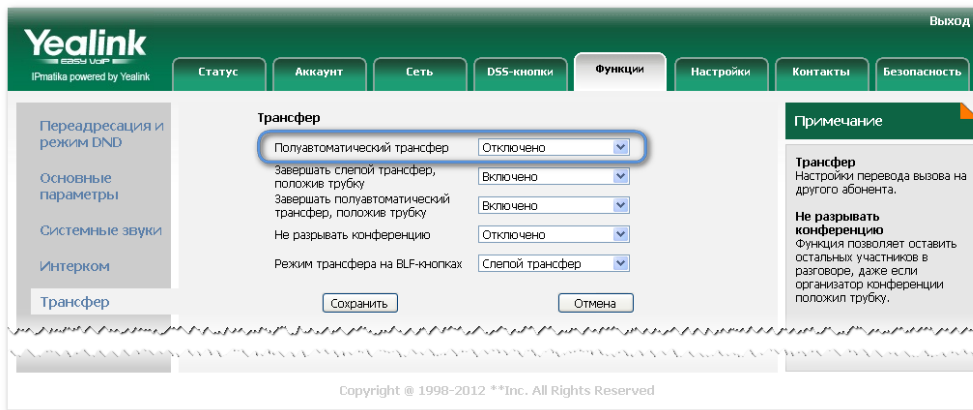 Выход
Yealink
EASY VoIP
IPmatika powered by Yealink
Статус
Аккаунт
Сеть
DSS-кнопки
Функции
Настройки
Контакты
Безопасность
Переадресация и
режим DND
Основные
параметры
Системные звуки
Интерком
Трансфер
Трансфер
Полуавтоматический трансфер
Отключено
Завершать слепой трансфер,
положив трубку
Включено
Завершать полуавтоматический
трансфер, положив трубку
Включено
Не разрывать конференцию
Отключено
Режим трансфера на BLF-кнопках
Слепой трансфер
Сохранить
Отмена
Примечание
Трансфер
Настройки перевода вызова на
другого абонента.
Не разрывать
конференцию
Функция позволяет оставить
остальных участников в
разговоре, даже если
организатор конференции
положил трубку.
Copyright @ 1998-2012 **Inc. All Rights Reserved